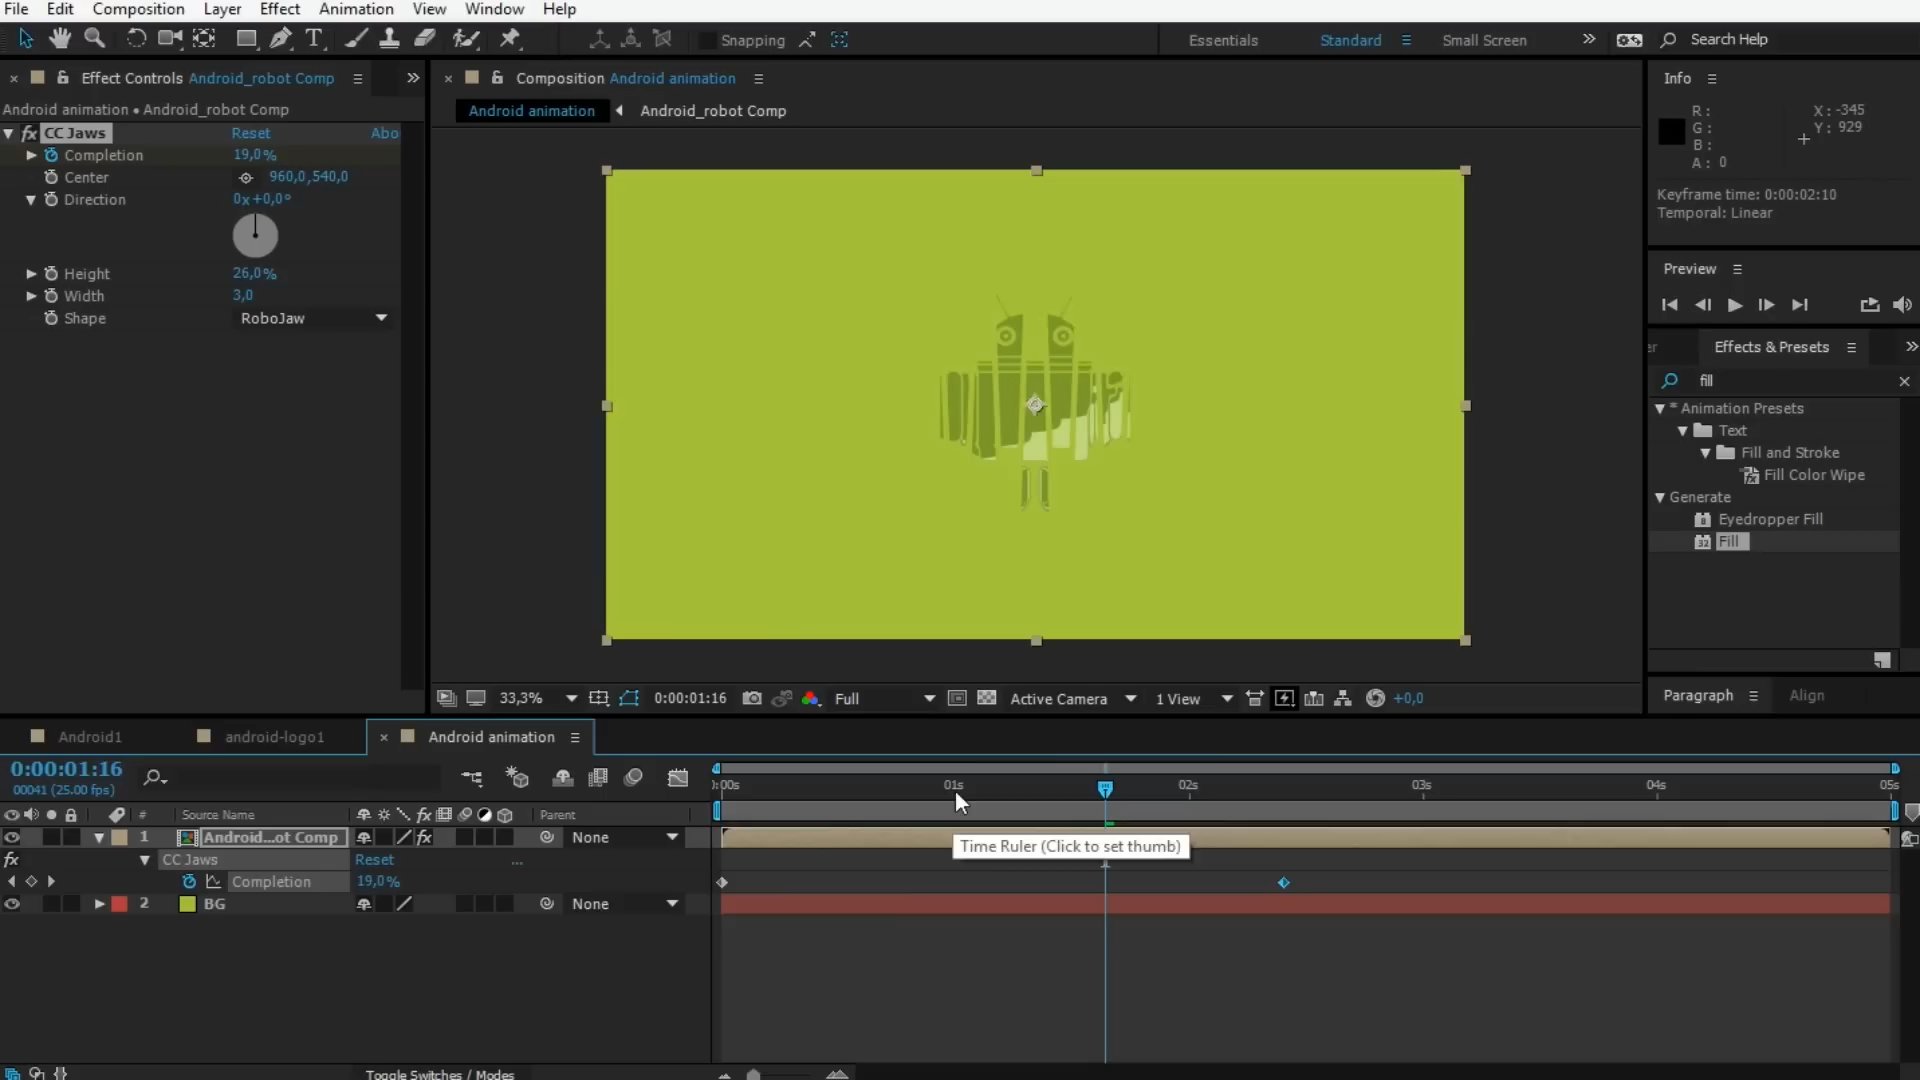 File Edit Composition Layer Effect Animation View Window Help
Snapping
Essentials Standard Small Screen Search Help
Effect Controls Android_robot Comp
Android animation • Android_robot Comp
fx CC Jaws Reset Abo
Completion 19,0%
Center 960,0,540,0
Direction 0x+0,0°
Height 26,0%
Width 3,0
Shape RoboJaw
Composition Android animation
Android animation Android_robot Comp
33,3% 0:00:01:16 Full Active Camera 1 View +0,0
Info
R: X: -345
G: Y: 929
B:
A: 0
Keyframe time: 0:00:02:10
Temporal: Linear
Preview
er Effects & Presets
fill
* Animation Presets
Text
Fill and Stroke
Fill Color Wipe
Generate
Eyedropper Fill
Fill
Paragraph Align
Android1 android-logo1 Android animation
0:00:01:16
00041 (25.00 fps)
):00s 01s 02s 03s 04s 05s
# Source Name fx Parent
1 Android...ot Comp fx None
Time Ruler (Click to set thumb)
fx CC Jaws Reset ...
Completion 19,0%
2 BG None
Toggle Switches / Modes